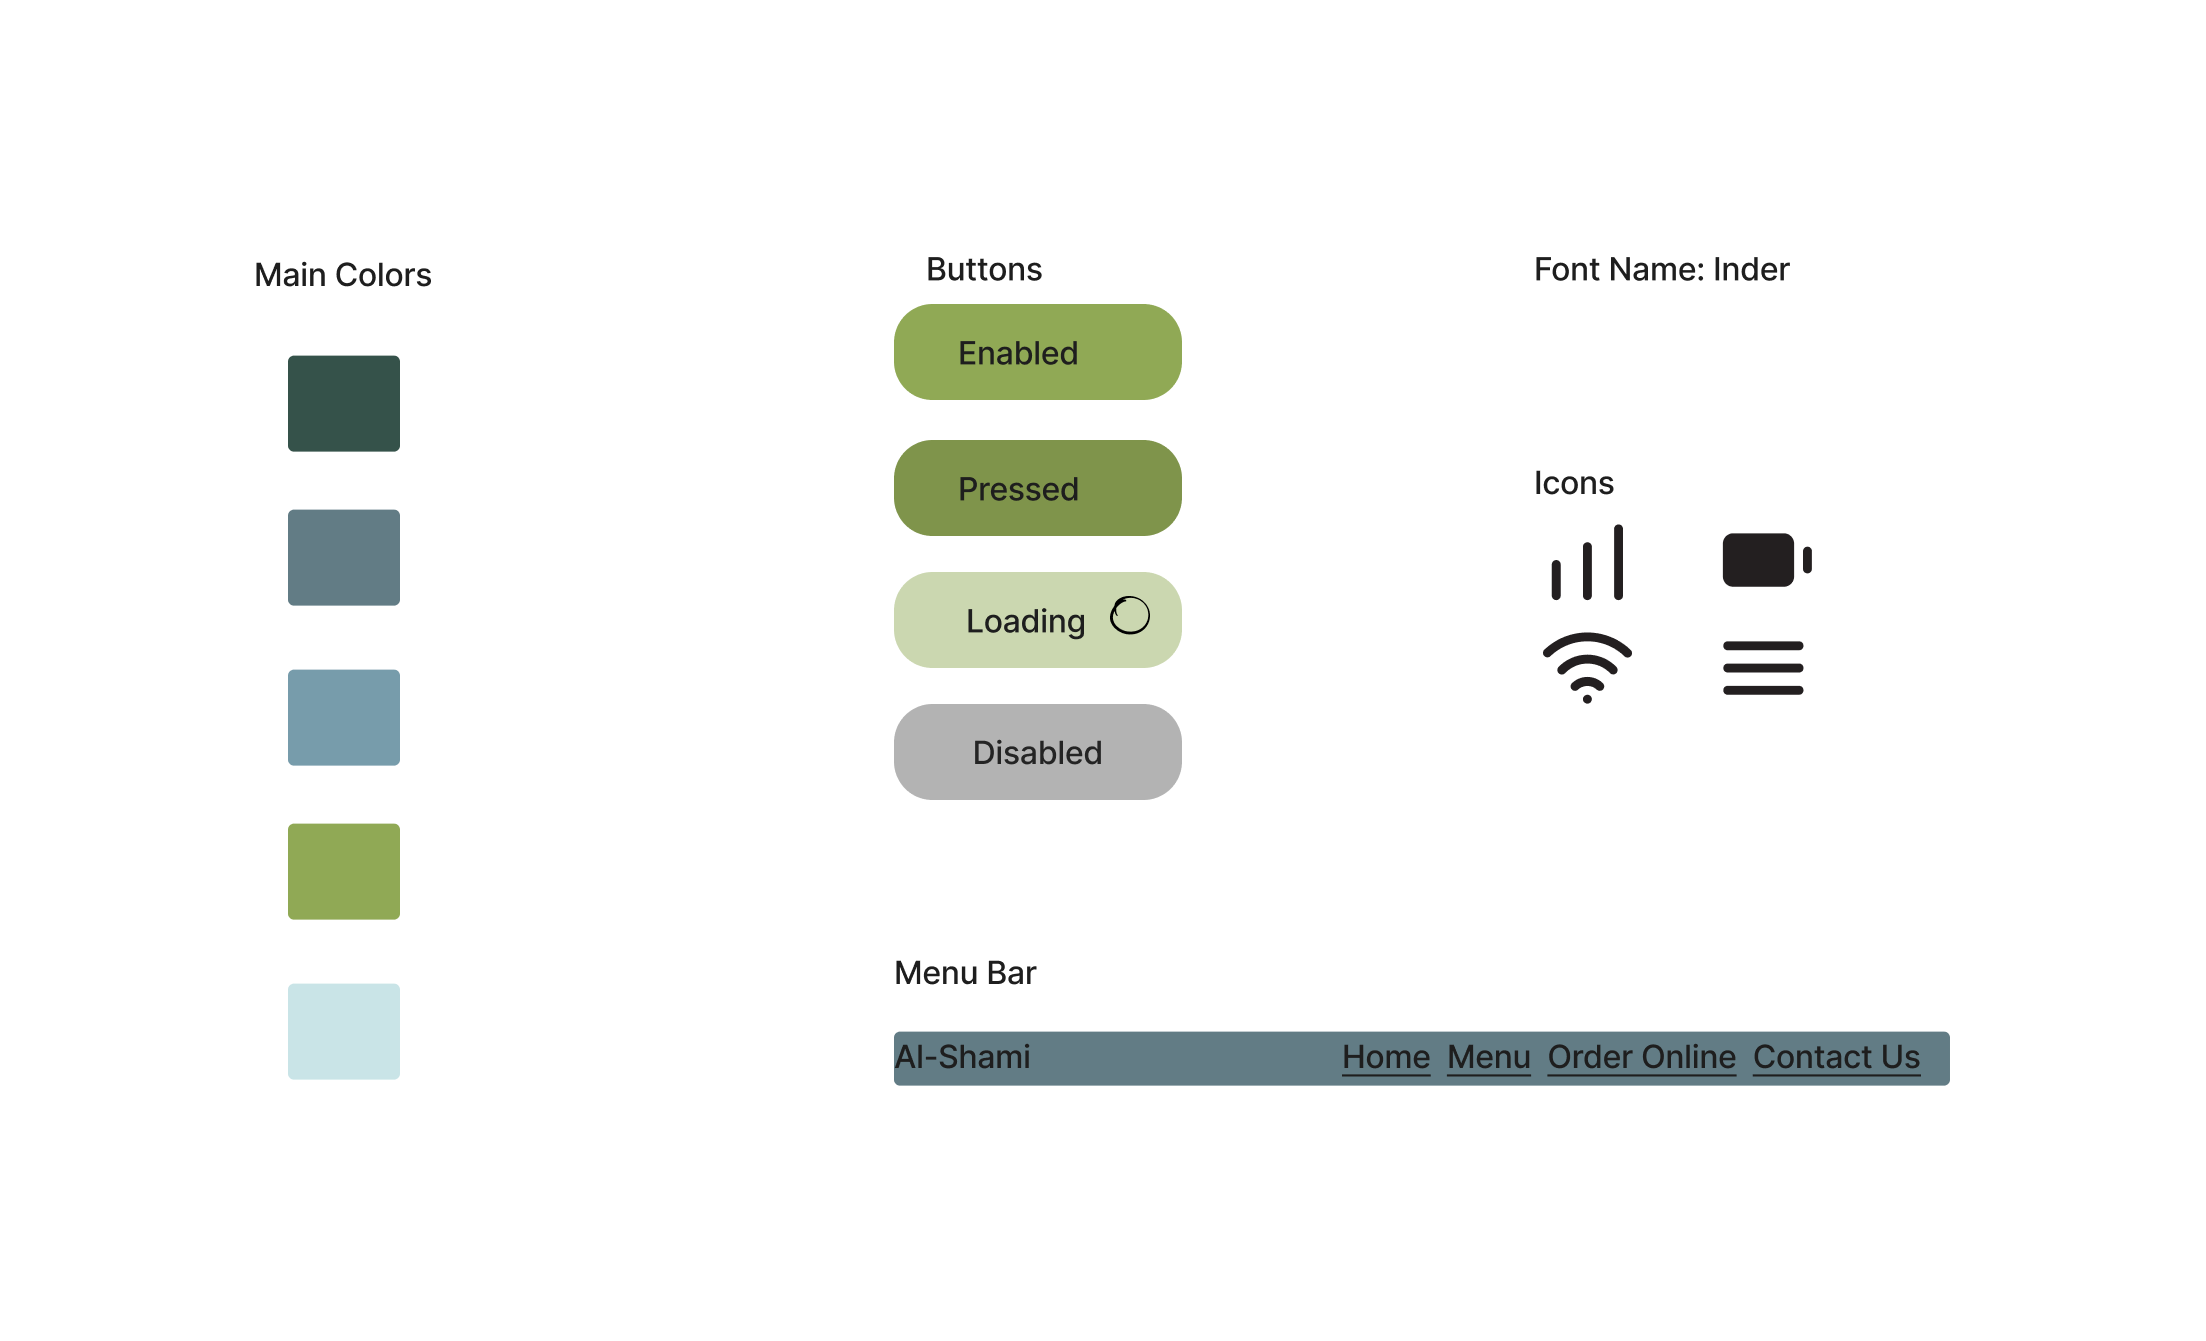 Main Colors
Buttons
Enabled
Pressed
Loading
Disabled
Font Name: Inder
Icons
Menu Bar
Al-Shami Home Menu Order Online Contact Us